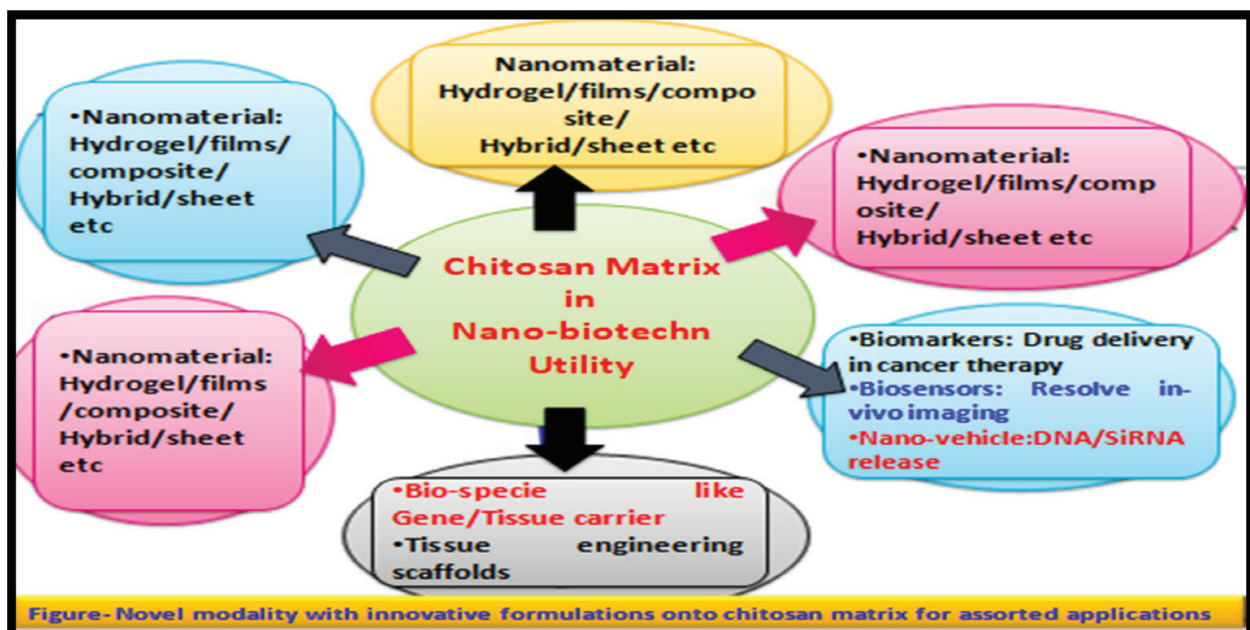 Nanomaterial:
Hydrogel/films/compo
site/
Hybrid/sheet etc
•Nanomaterial:
Hydrogel/films/
composite/
Hybrid/sheet
etc
•Nanomaterial:
Hydrogel/films/comp
osite/
Hybrid/sheet etc
Chitosan Matrix
in
Nano-biotechn
Utility
•Nanomaterial:
Hydrogel/films
/composite/
Hybrid/sheet
etc
•Biomarkers: Drug delivery
in cancer therapy
•Biosensors: Resolve in-
vivo imaging
•Nano-vehicle:DNA/SiRNA
release
•Bio-specie like
Gene/Tissue carrier
•Tissue engineering
scaffolds
Figure- Novel modality with innovative formulations onto chitosan matrix for assorted applications